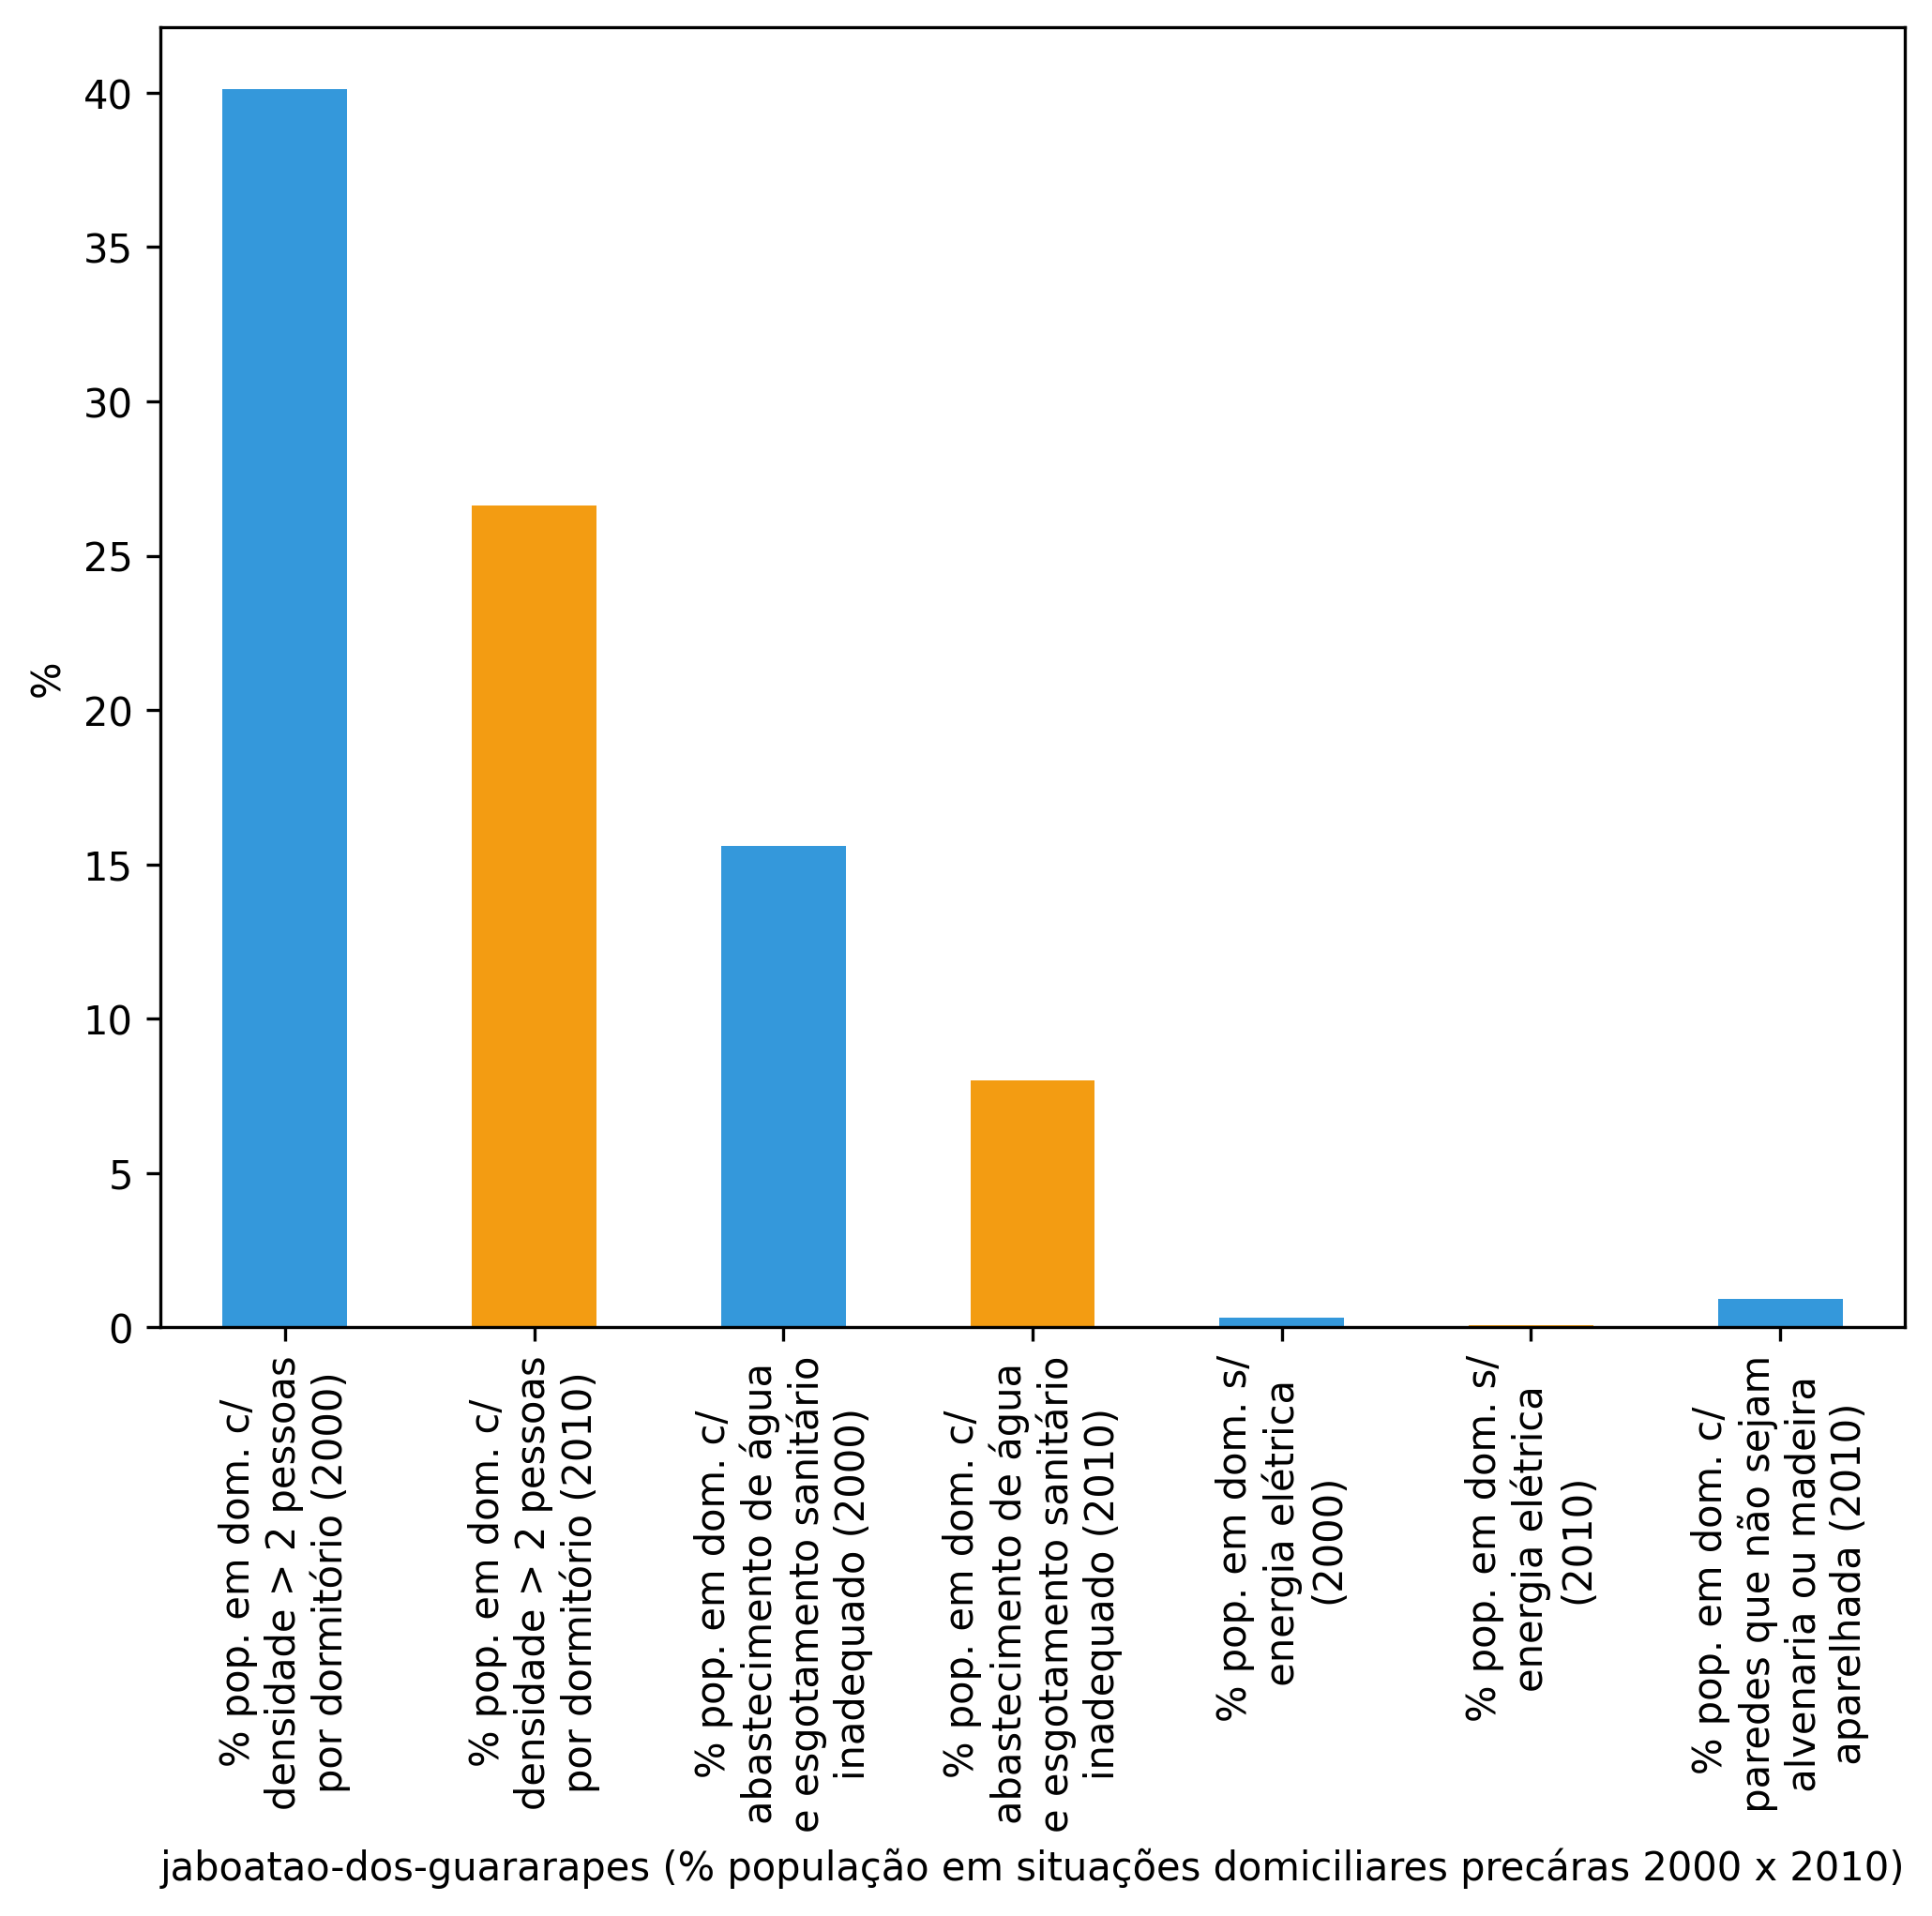 40
35
30
25
20
15
10
5
0
%
% pop. em dom. c/
densidade > 2 pessoas
por dormitório (2000)
% pop. em dom. c/
densidade > 2 pessoas
por dormitório (2010)
% pop. em dom. c/
abastecimento de água
e esgotamento sanitário
inadequado (2000)
% pop. em dom. c/
abastecimento de água
e esgotamento sanitário
inadequado (2010)
% pop. em dom. s/
energia elétrica
(2000)
% pop. em dom. s/
energia elétrica
(2010)
% pop. em dom. c/
paredes que não sejam
alvenaria ou madeira
aparelhada (2010)
jaboatao-dos-guararapes (% população em situações domiciliares precáras 2000 x 2010)